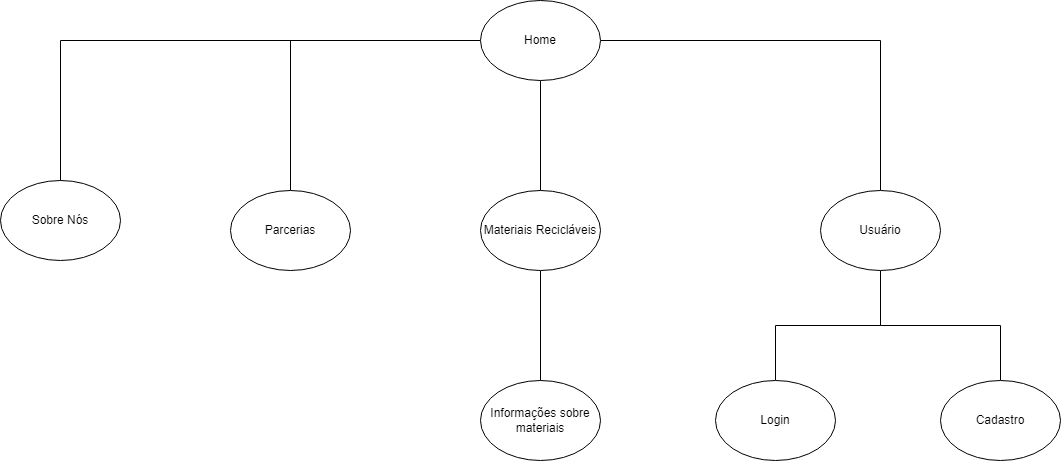 Home
Sobre Nós
Parcerias
Materiais Recicláveis
Usuário
Informações sobre
materiais
Login
Cadastro